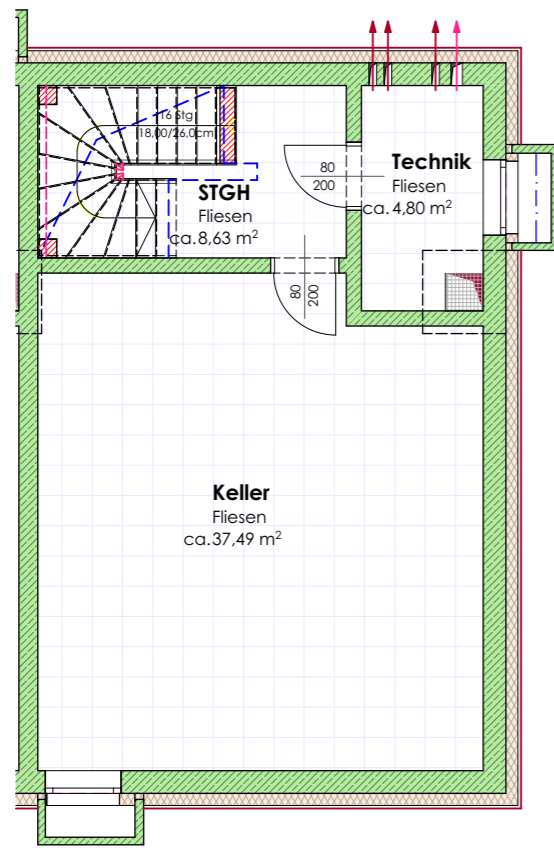 16 Stg
18,00/26,0cm
STGH
Fliesen
ca.8,63 m²
80
200
Technik
Fliesen
ca. 4,80 m²
80
200
Keller
Fliesen
ca.37,49 m²